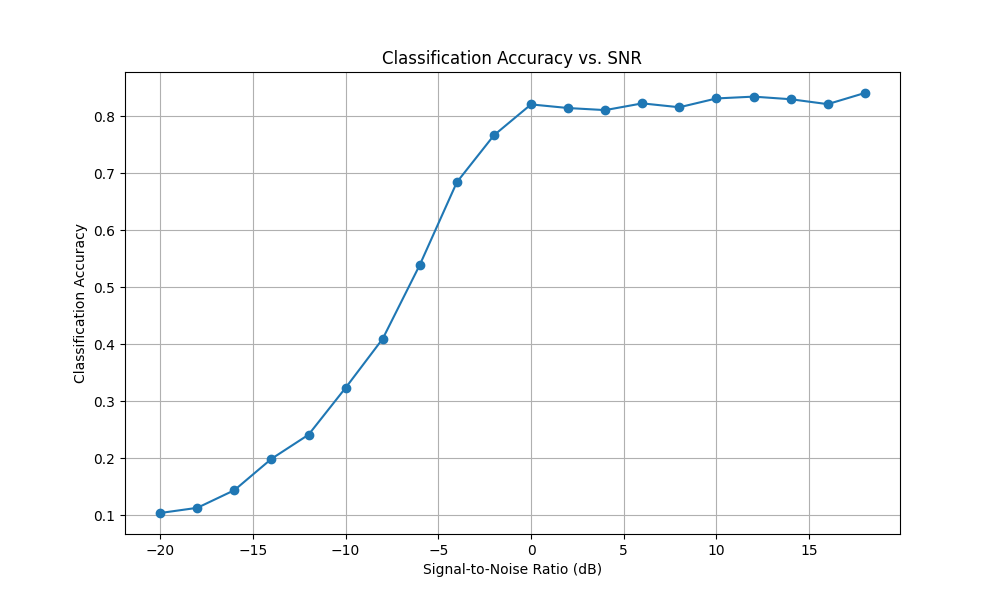 Classification Accuracy vs. SNR
Classification Accuracy
0.8
0.7
0.6
0.5
0.4
0.3
0.2
0.1
−20 −15 −10 −5 0 5 10 15
Signal-to-Noise Ratio (dB)